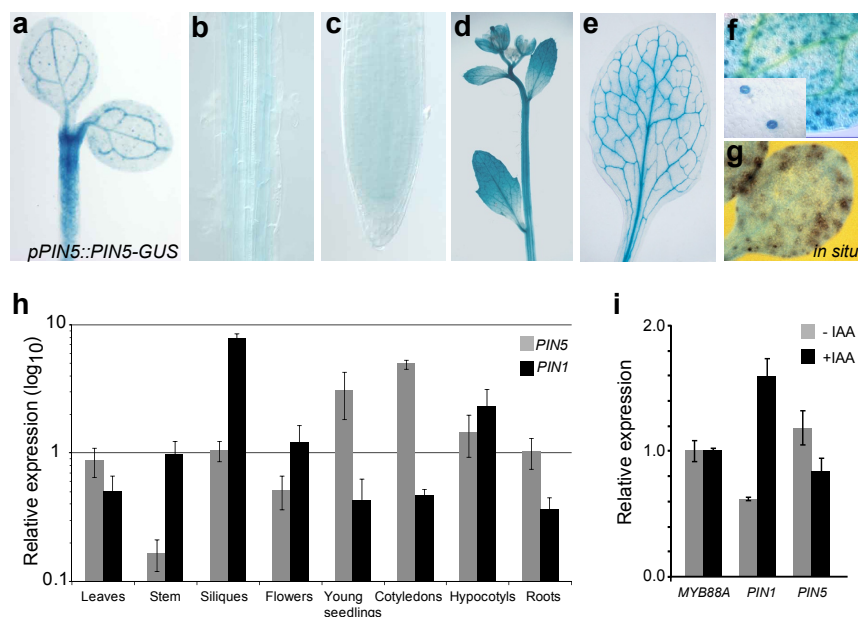 a
b
c
d
e
f
g
pPIN5::PIN5-GUS
in situ
h
Relative expression (log10)
10
1
0.1
PIN5
PIN1
Leaves
Stem
Siliques
Flowers
Young seedlings
Cotyledons
Hypocotyls
Roots
i
Relative expression
2.0
1.0
0.0
- IAA
+IAA
MYB88A
PIN1
PIN5